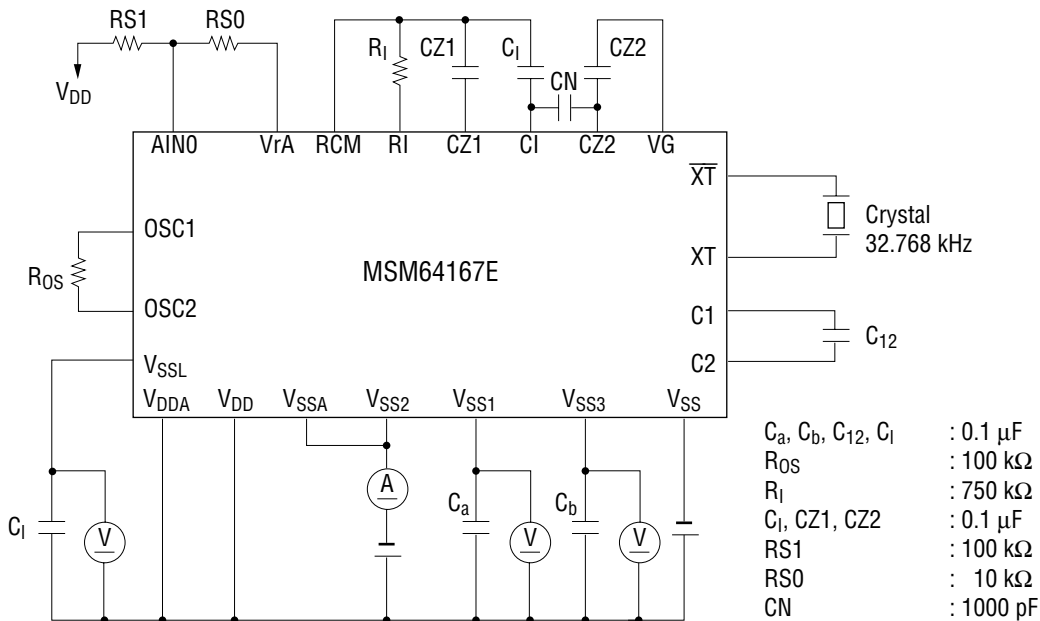 RS1 RS0
V_DD
R_I CZ1 C_I CZ2
CN
AIN0 VrA RCM RI CZ1 CI CZ2 VG
X̅T̅
Crystal
32.768 kHz
XT
OSC1
R_OS
OSC2
MSM64167E
C1
C_12
C2
V_SSL
V_DDA V_DD V_SSA V_SS2 V_SS1 V_SS3 V_SS
C_l V A C_a V C_b V
C_a, C_b, C_12, C_l : 0.1 μF
R_OS : 100 kΩ
R_I : 750 kΩ
C_I, CZ1, CZ2 : 0.1 μF
RS1 : 100 kΩ
RS0 : 10 kΩ
CN : 1000 pF